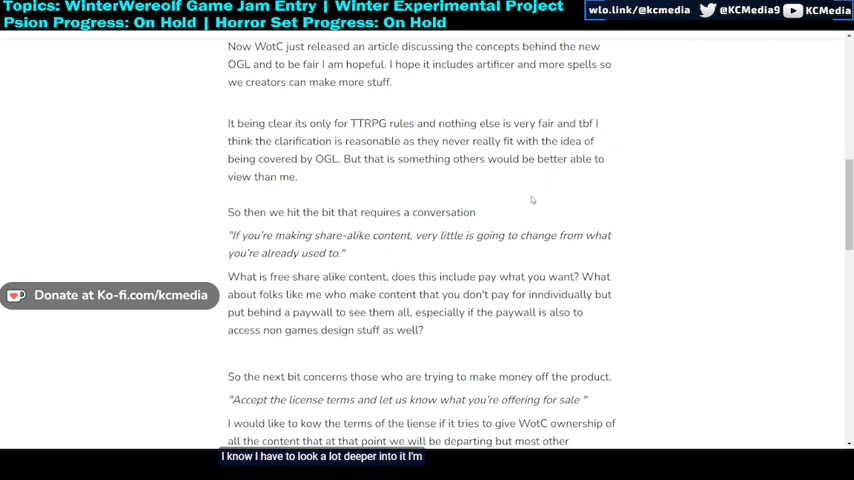 Topics: WinterWereolf Game Jam Entry | Winter Experimental Project
Psion Progress: On Hold | Horror Set Progress: On Hold
wlo.link/@kcmedia @KCMedia9 KCMedia
Now WotC just released an article discussing the concepts behind the new
OGL and to be fair I am hopeful. I hope it includes artificer and more spells so
we creators can make more stuff.
It being clear its only for TTRPG rules and nothing else is very fair and tbf I
think the clarification is reasonable as they never really fit with the idea of
being covered by OGL. But that is something others would be better able to
view than me.
So then we hit the bit that requires a conversation
"If you're making share-alike content, very little is going to change from what
you're already used to."
Donate at Ko-fi.com/kcmedia
What is free share alike content, does this include pay what you want? What
about folks like me who make content that you don't pay for inndividually but
put behind a paywall to see them all, especially if the paywall is also to
access non games design stuff as well?
So the next bit concerns those who are trying to make money off the product.
"Accept the license terms and let us know what you're offering for sale "
I would like to kow the terms of the liense if it tries to give WotC ownership of
all the content that at that point we will be departing but most other
I know I have to look a lot deeper into it I'm